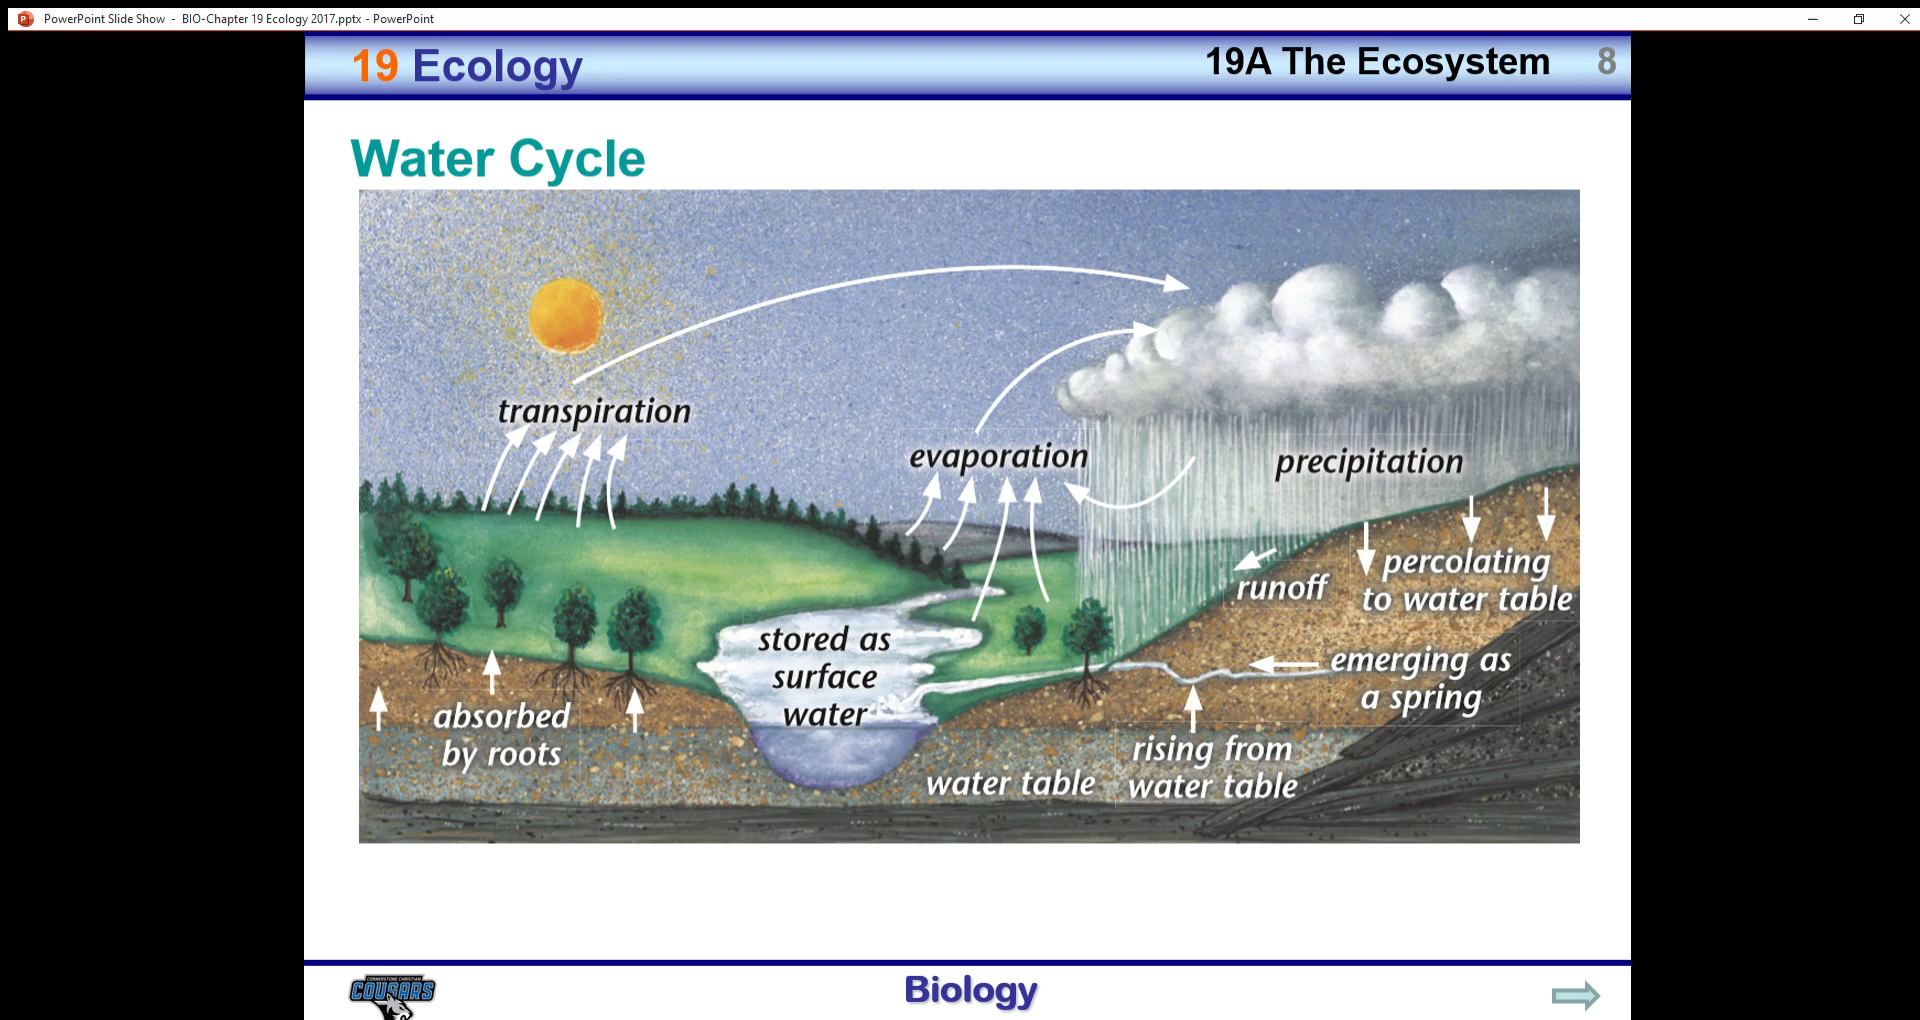 PowerPoint Slide Show - BIO-Chapter 19 Ecology 2017.pptx - PowerPoint
19 Ecology
19A The Ecosystem 8
Water Cycle
transpiration
evaporation
precipitation
runoff
percolating
to water table
stored as
surface
water
emerging as
a spring
absorbed
by roots
water table
rising from
water table
CORNERSTONE CHRISTIAN
COUGARS
Biology